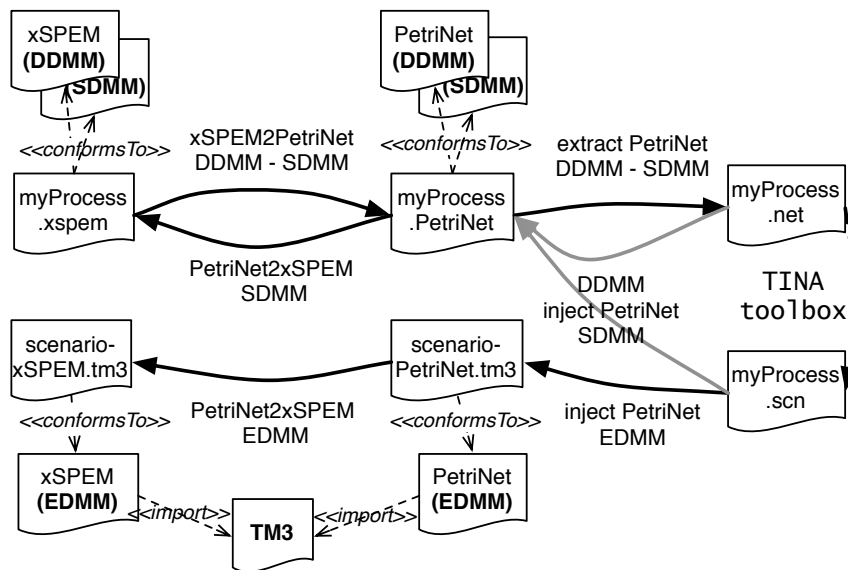 xSPEM
(DDMM)
(SDMM)
PetriNet
(DDMM)
(SDMM)
<<conformsTo>>
xSPEM2PetriNet
DDMM - SDMM
<<conformsTo>>
extract PetriNet
DDMM - SDMM
myProcess
.xspem
myProcess
.PetriNet
myProcess
.net
PetriNet2xSPEM
SDMM
DDMM
inject PetriNet
SDMM
TINA
toolbox
scenario-
xSPEM.tm3
scenario-
PetriNet.tm3
myProcess
.scn
<<conformsTo>>
PetriNet2xSPEM
EDMM
<<conformsTo>>
inject PetriNet
EDMM
xSPEM
(EDMM)
PetriNet
(EDMM)
<<import>>
<<import>>
TM3